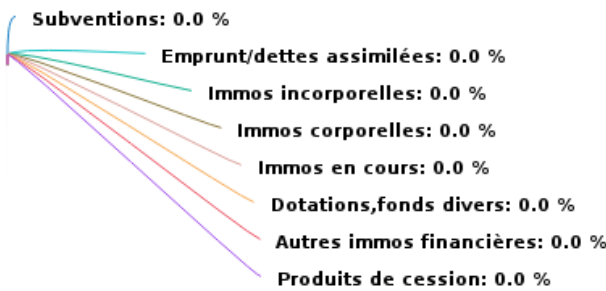 Subventions: 0.0 %
Emprunt/dettes assimilées: 0.0 %
Immos incorporelles: 0.0 %
Immos corporelles: 0.0 %
Immos en cours: 0.0 %
Dotations,fonds divers: 0.0 %
Autres immos financières: 0.0 %
Produits de cession: 0.0 %